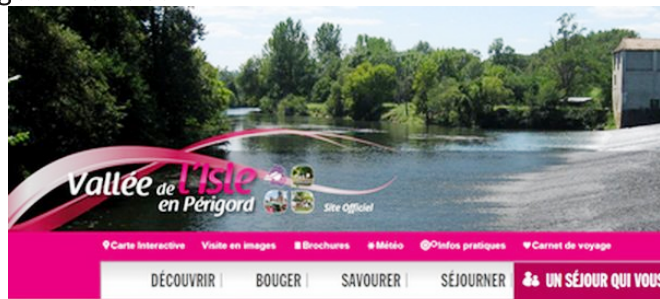 Vallée de l'Isle
en Périgord
Site Officiel
Carte Interactive Visite en images Brochures Météo Infos pratiques Carnet de voyage
DÉCOUVRIR | BOUGER | SAVOURER | SÉJOURNER | UN SÉJOUR QUI VOUS